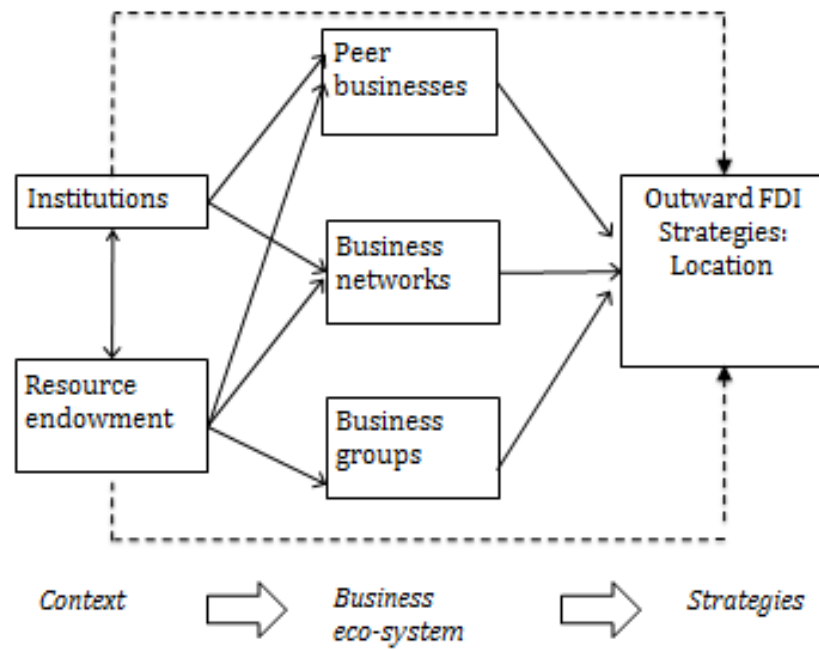 Peer
businesses
Institutions
Outward FDI
Strategies:
Location
Business
networks
Resource
endowment
Business
groups
Context
Business
eco-system
Strategies